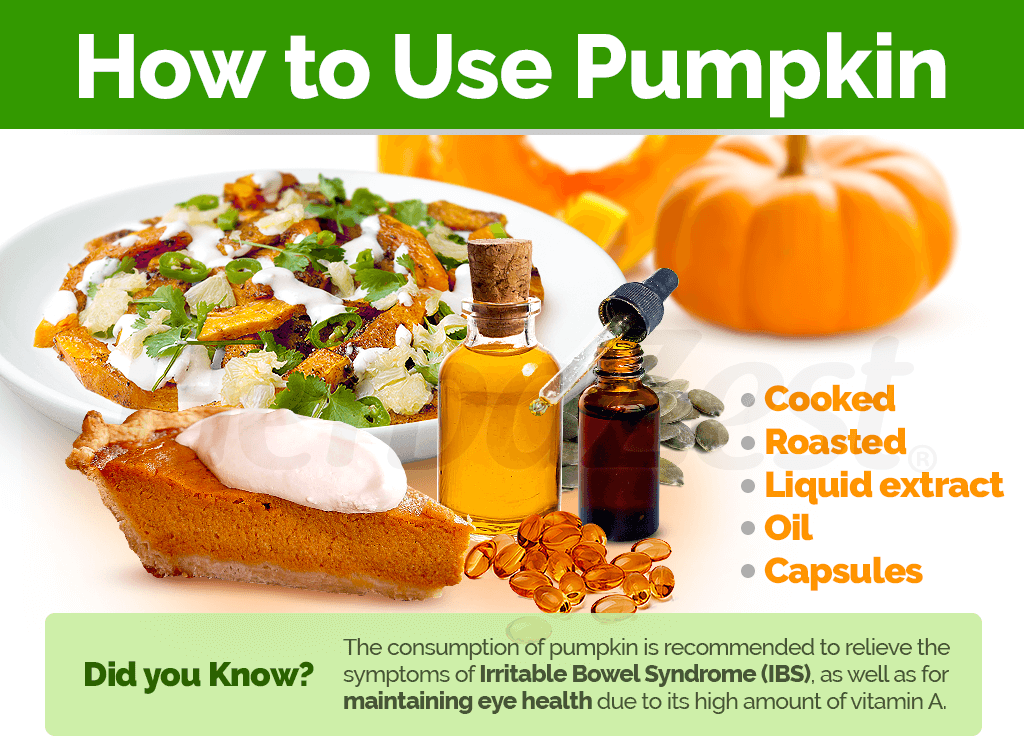 How to Use Pumpkin
HerbaZest®
• Cooked
• Roasted
• Liquid extract
• Oil
• Capsules
Did you Know?
The consumption of pumpkin is recommended to relieve the
symptoms of Irritable Bowel Syndrome (IBS), as well as for
maintaining eye health due to its high amount of vitamin A.